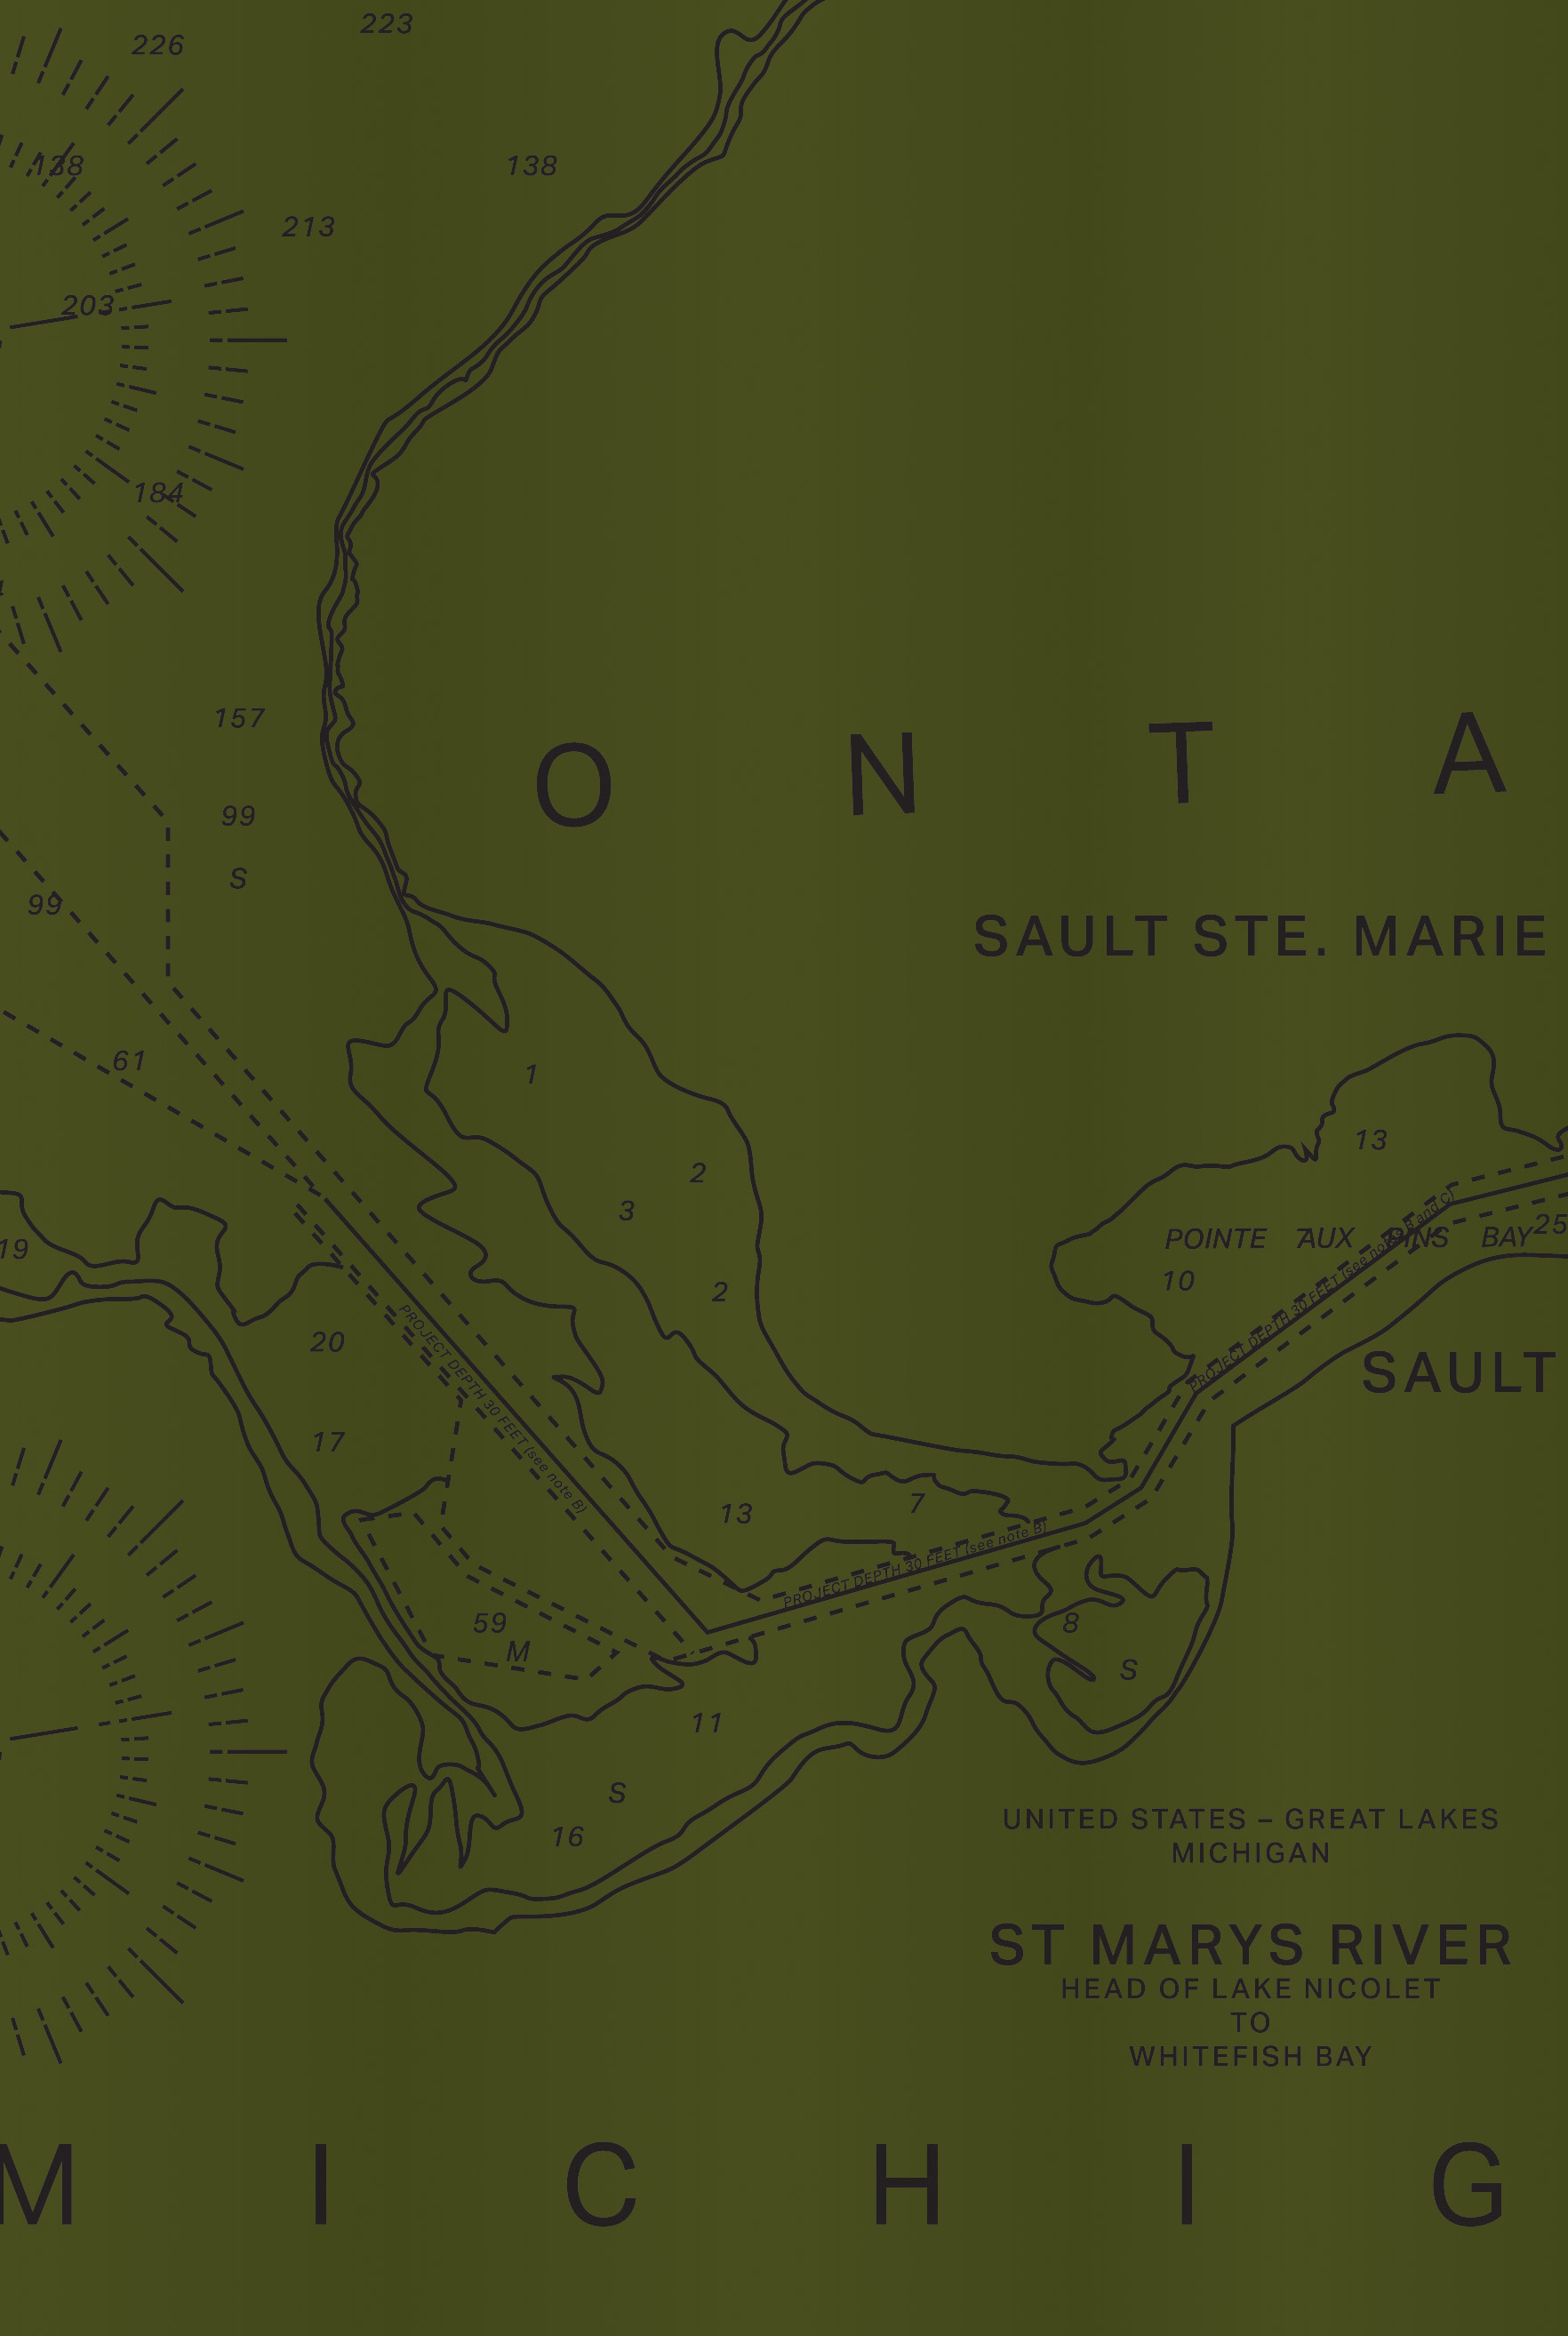 223
226
138
138
213
203
184
157
O N T A
99
S
99
SAULT STE. MARIE
61
1
13
2
3
POINTE AUX PINS BAY
25
7
19
10
2
20
SAULT
PROJECT DEPTH 30 FEET (see note B)
PROJECT DEPTH 30 FEET (see notes B and C)
17
13
7
PROJECT DEPTH 30 FEET (see note B)
59
M
8
S
11
S
16
UNITED STATES – GREAT LAKES
MICHIGAN
ST MARYS RIVER
HEAD OF LAKE NICOLET
TO
WHITEFISH BAY
M I C H I G